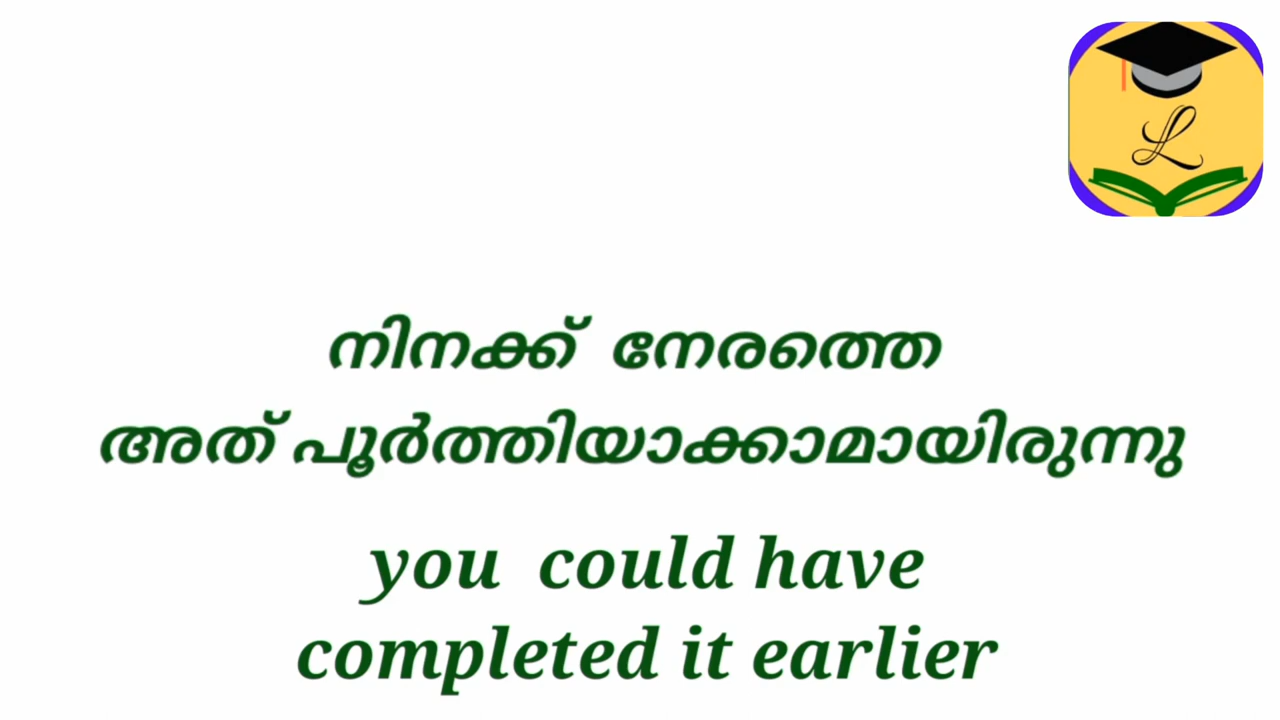 L
നിനക്ക് നേരത്തെ
അത് പൂർത്തിയാക്കാമായിരുന്നു
you could have
completed it earlier